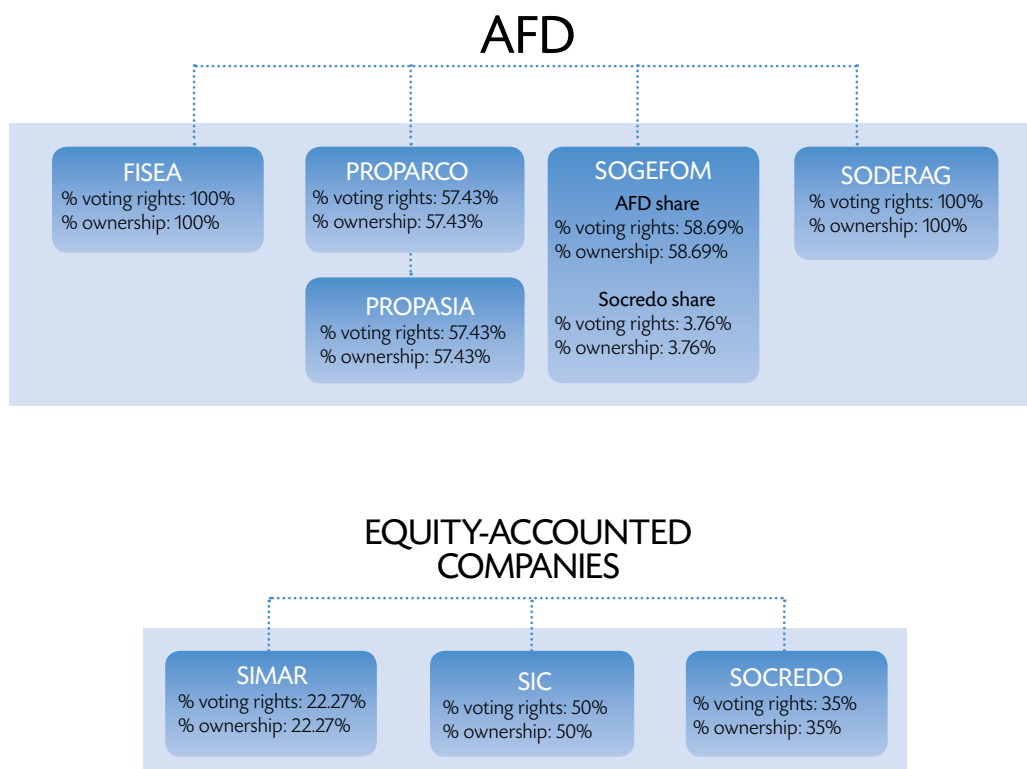 AFD
FISEA
% voting rights: 100%
% ownership: 100%
PROPARCO
% voting rights: 57.43%
% ownership: 57.43%
PROPASIA
% voting rights: 57.43%
% ownership: 57.43%
SOGEFOM
AFD share
% voting rights: 58.69%
% ownership: 58.69%
Socredo share
% voting rights: 3.76%
% ownership: 3.76%
SODERAG
% voting rights: 100%
% ownership: 100%
EQUITY-ACCOUNTED
COMPANIES
SIMAR
% voting rights: 22.27%
% ownership: 22.27%
SIC
% voting rights: 50%
% ownership: 50%
SOCREDO
% voting rights: 35%
% ownership: 35%